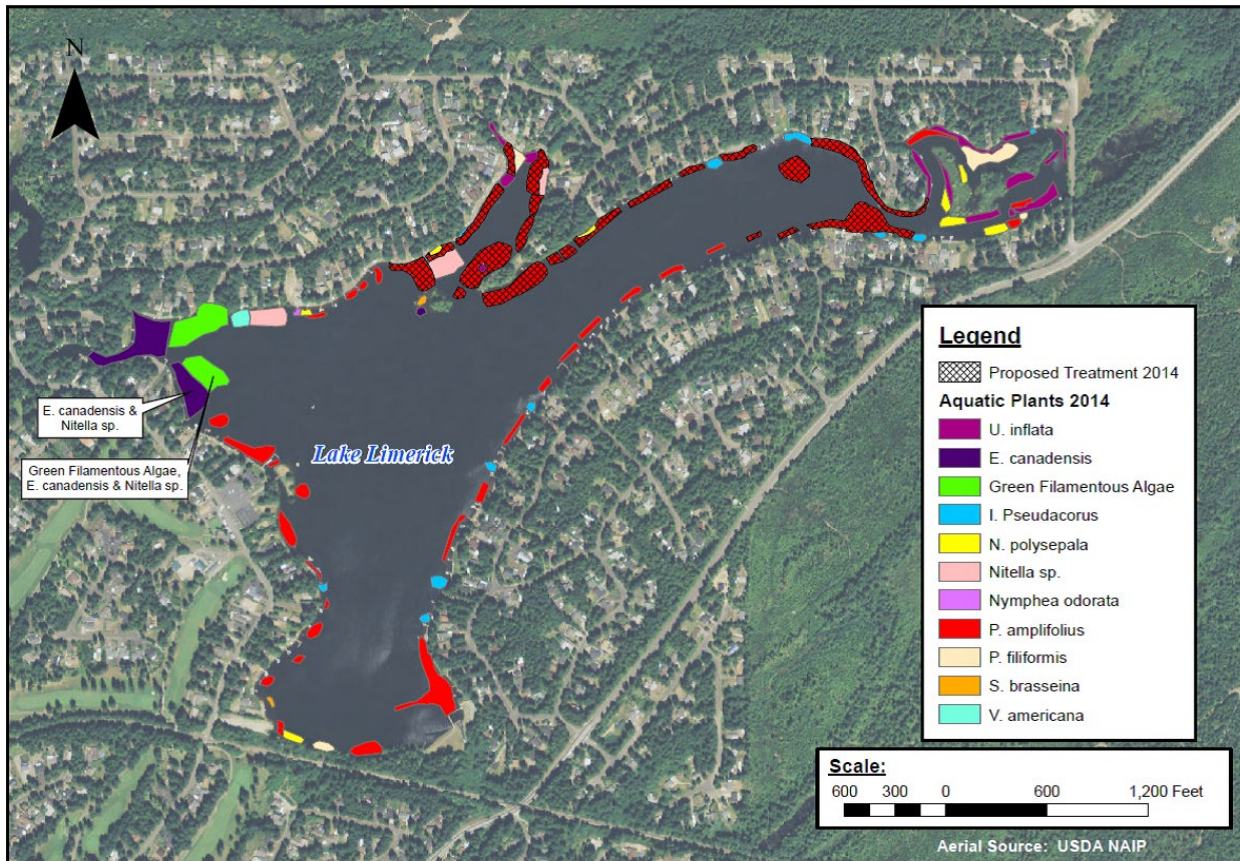 N
E. canadensis &
Nitella sp.
Green Filamentous Algae,
E. canadensis & Nitella sp.
Lake Limerick
Legend
Proposed Treatment 2014
Aquatic Plants 2014
U. inflata
E. canadensis
Green Filamentous Algae
I. Pseudacorus
N. polysepala
Nitella sp.
Nymphea odorata
P. amplifolius
P. filiformis
S. brasseina
V. americana
Scale:
600 300 0 600 1,200 Feet
Aerial Source: USDA NAIP